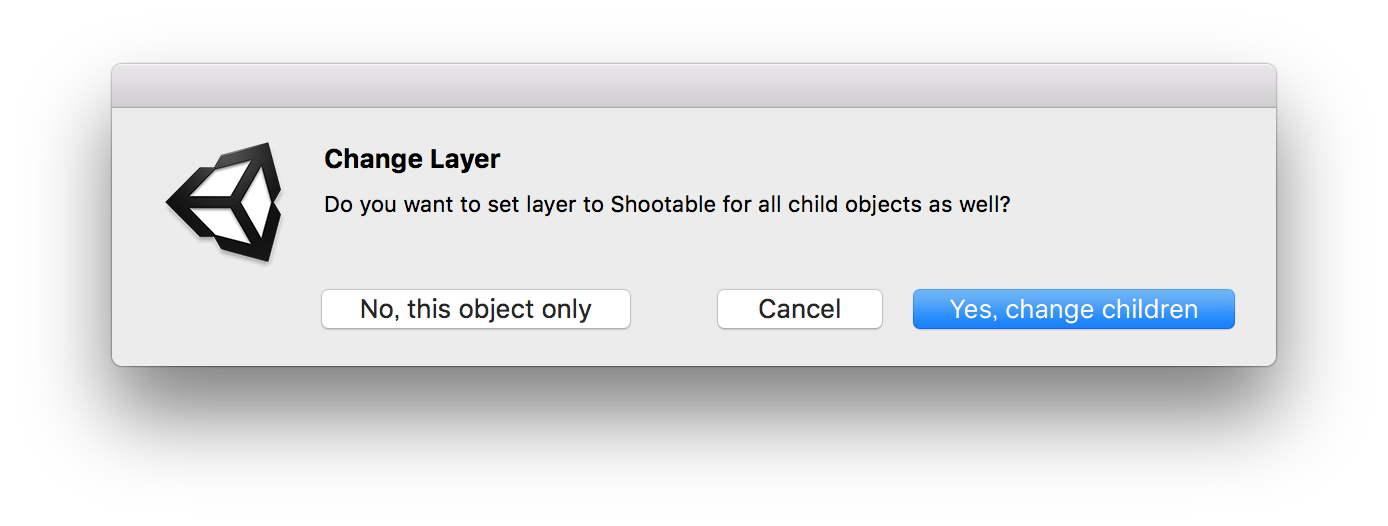 Change Layer
Do you want to set layer to Shootable for all child objects as well?
No, this object only
Cancel
Yes, change children